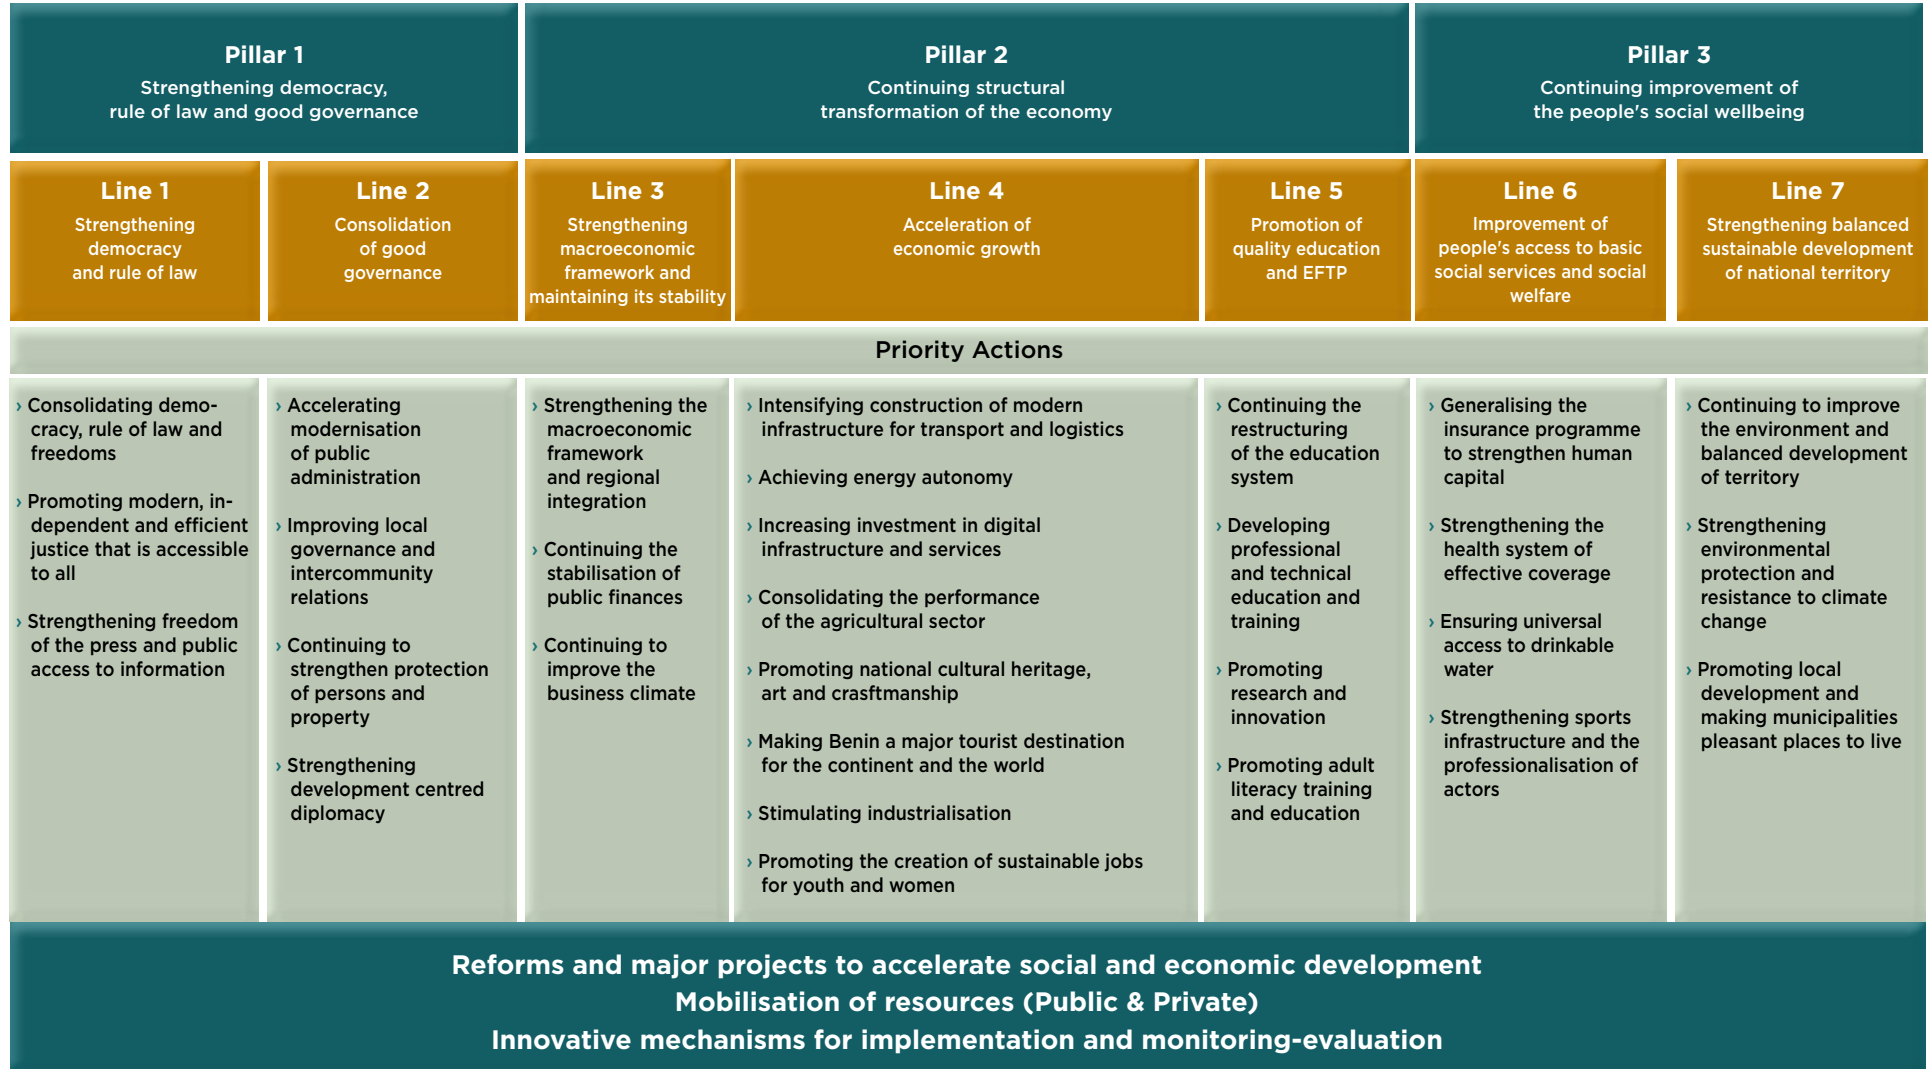 Pillar 1
Strengthening democracy,
rule of law and good governance
Pillar 2
Continuing structural
transformation of the economy
Pillar 3
Continuing improvement of
the people's social wellbeing
Line 1
Strengthening
democracy
and rule of law
Line 2
Consolidation
of good
governance
Line 3
Strengthening
macroeconomic
framework and
maintaining its stability
Line 4
Acceleration of
economic growth
Line 5
Promotion of
quality education
and EFTP
Line 6
Improvement of
people's access to basic
social services and social
welfare
Line 7
Strengthening balanced
sustainable development
of national territory
Priority Actions
› Consolidating demo-
cracy, rule of law and
freedoms
› Promoting modern, in-
dependent and efficient
justice that is accessible
to all
› Strengthening freedom
of the press and public
access to information
› Accelerating
modernisation
of public
administration
› Improving local
governance and
intercommunity
relations
› Continuing to
strengthen protection
of persons and
property
› Strengthening
development centred
diplomacy
› Strengthening the
macroeconomic
framework
and regional
integration
› Continuing the
stabilisation of
public finances
› Continuing to
improve the
business climate
› Intensifying construction of modern
infrastructure for transport and logistics
› Achieving energy autonomy
› Increasing investment in digital
infrastructure and services
› Consolidating the performance
of the agricultural sector
› Promoting national cultural heritage,
art and crasftmanship
› Making Benin a major tourist destination
for the continent and the world
› Stimulating industrialisation
› Promoting the creation of sustainable jobs
for youth and women
› Continuing the
restructuring
of the education
system
› Developing
professional
and technical
education and
training
› Promoting
research and
innovation
› Promoting adult
literacy training
and education
› Generalising the
insurance programme
to strengthen human
capital
› Strengthening the
health system of
effective coverage
› Ensuring universal
access to drinkable
water
› Strengthening sports
infrastructure and the
professionalisation of
actors
› Continuing to improve
the environment and
balanced development
of territory
› Strengthening
environmental
protection and
resistance to climate
change
› Promoting local
development and
making municipalities
pleasant places to live
Reforms and major projects to accelerate social and economic development
Mobilisation of resources (Public & Private)
Innovative mechanisms for implementation and monitoring-evaluation